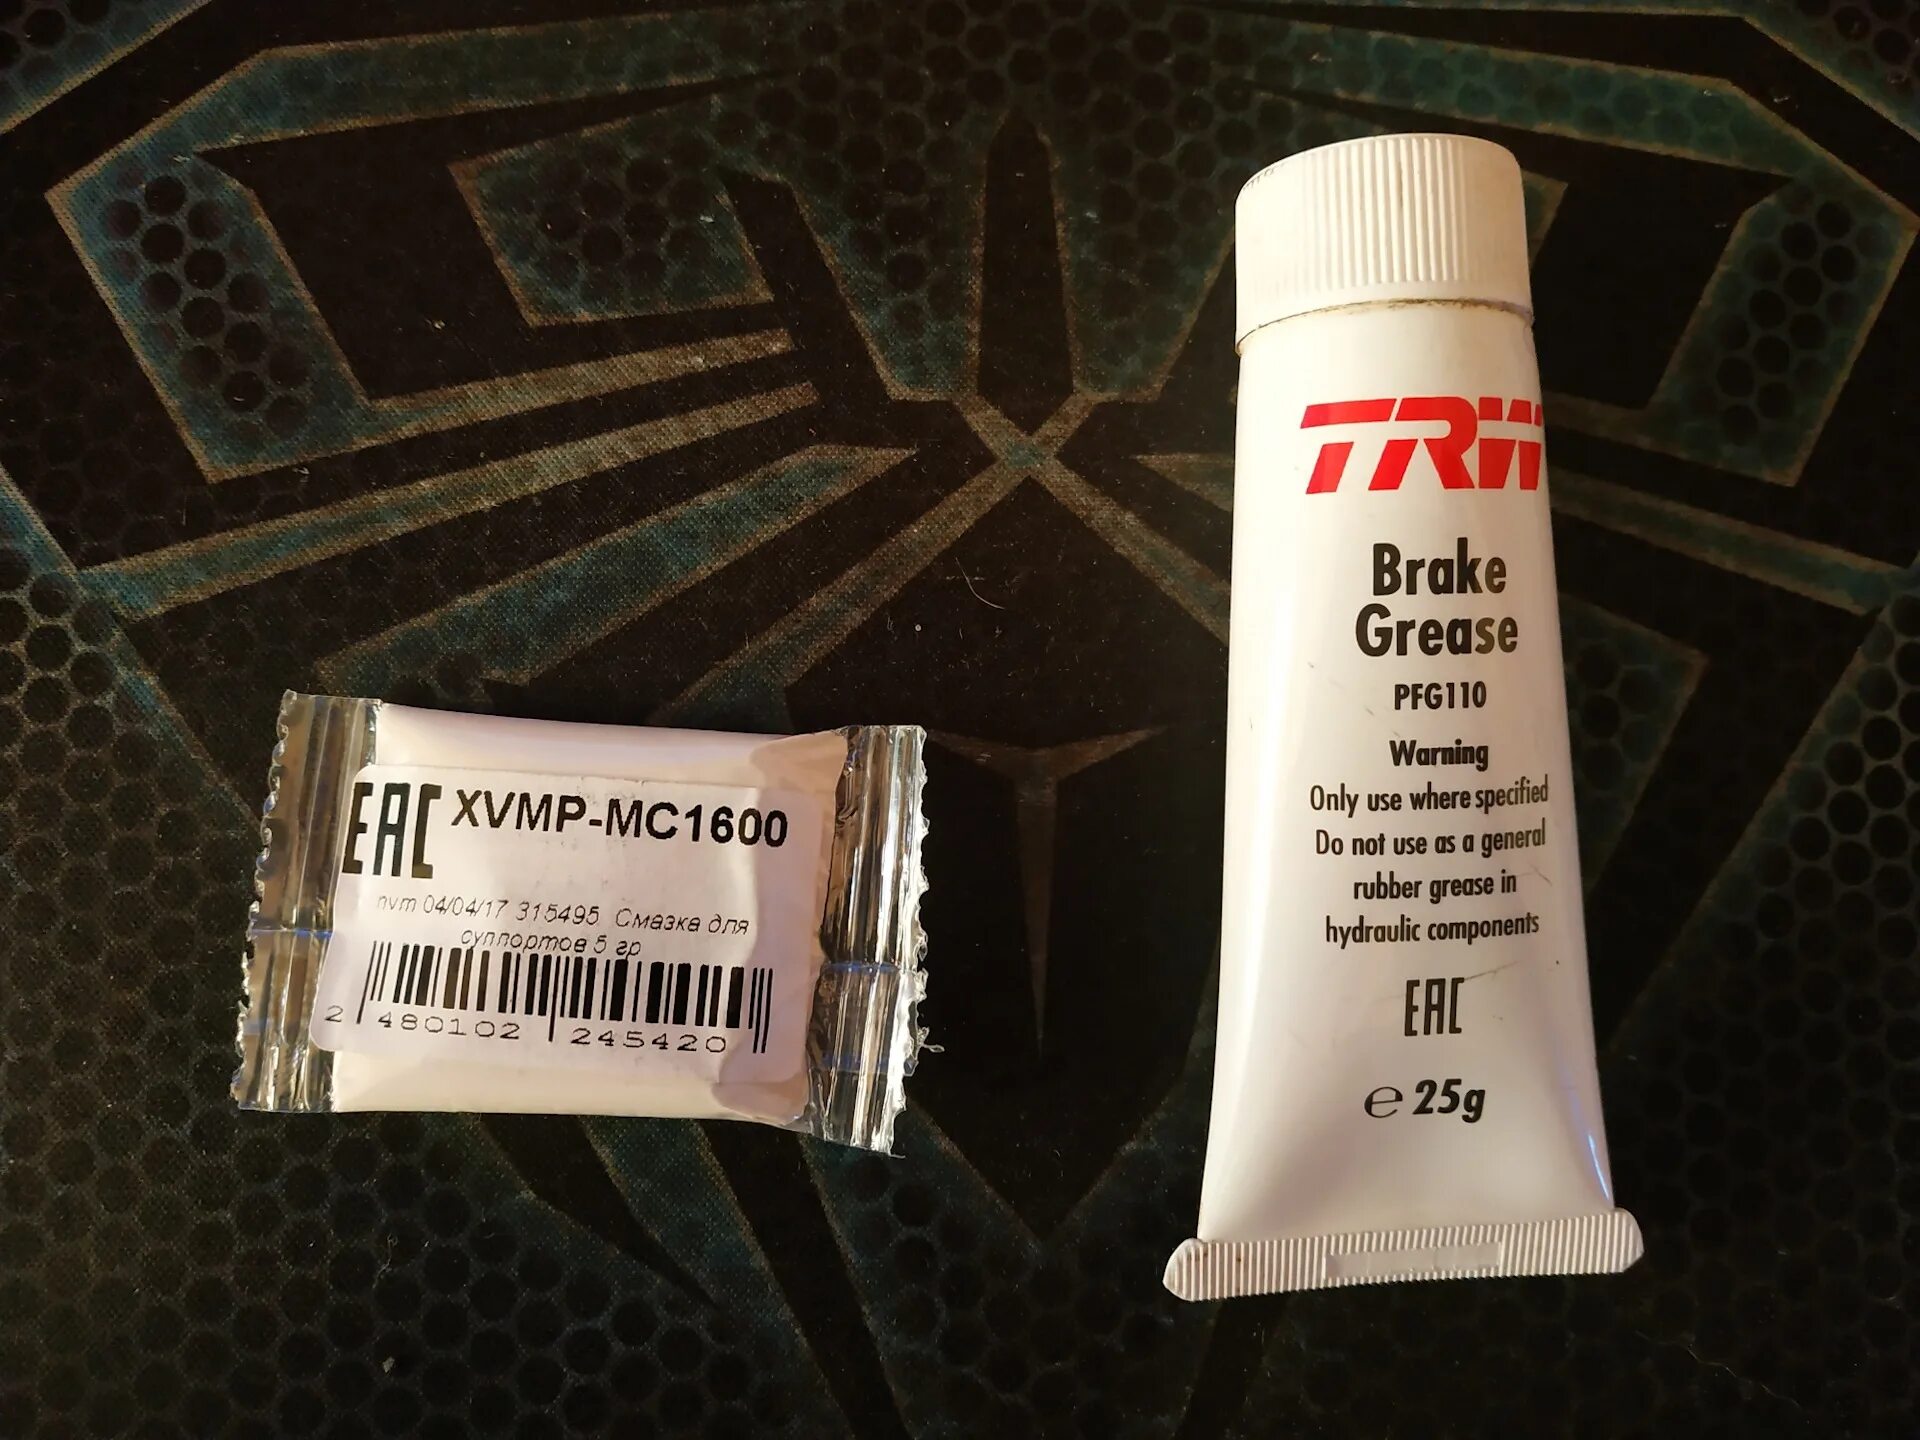 EAC XVMP-MC1600
пvт 04/04/17 315495 Смазка для
суппортов 5 гр
2 480102 245420
TRW
Brake
Grease
PFG110
Warning
Only use where specified
Do not use as a general
rubber grease in
hydraulic components
EAC
℮ 25g